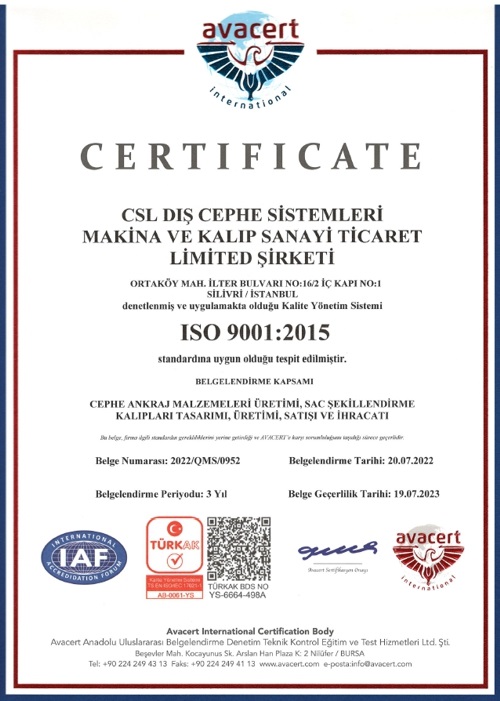 avacert
international
CERTIFICATE
CSL DIŞ CEPHE SİSTEMLERİ
MAKİNA VE KALIP SANAYİ TİCARET
LİMİTED ŞİRKETİ
ORTAKÖY MAH. İLTER BULVARI NO:16/2 İÇ KAPI NO:1
SİLİVRİ / İSTANBUL
denetlenmiş ve uygulamakta olduğu Kalite Yönetim Sistemi
ISO 9001:2015
standardına uygun olduğu tespit edilmiştir.
BELGELENDİRME KAPSAMI
CEPHE ANKRAJ MALZEMELERİ ÜRETİMİ, SAC ŞEKİLLENDİRME
KALIPLARI TASARIMI, ÜRETİMİ, SATIŞI VE İHRACATI
Bu belge, firma ilgili standardın gerekliliklerini yerine getirdiği ve AVACERT'e karşı sorumluluğunu taşıdığı sürece geçerlidir.
Belge Numarası: 2022/QMS/0952 Belgelendirme Tarihi: 20.07.2022
Belgelendirme Periyodu: 3 Yıl Belge Geçerlilik Tarihi: 19.07.2023
INTERNATIONAL
IAF
ACCREDITATION FORUM
TÜRKAK
TS EN ISO/IEC 17021-1
AB-0061-YS
TÜRKAK BDS NO
YS-6664-498A
Avacert Sertifikasyon Onayı
avacert
international
Avacert International Certification Body
Avacert Anadolu Uluslararası Belgelendirme Denetim Teknik Kontrol Eğitim ve Test Hizmetleri Ltd. Şti.
Beşevler Mah. Kocayunus Sk. Arslan Han Plaza K: 2 Nilüfer / BURSA
Tel: +90 224 249 43 13 Faks: +90 224 249 41 13 www.avacert.com e-posta:info@avacert.com